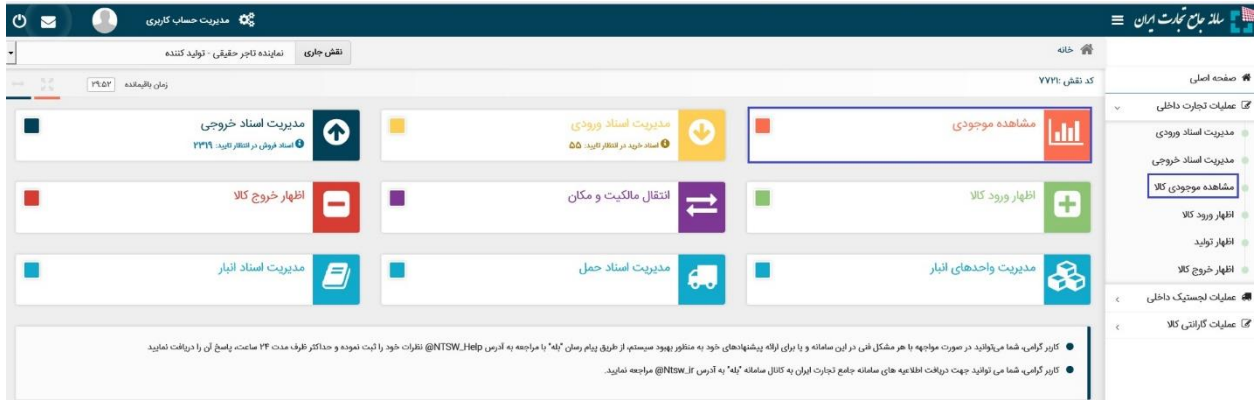 سامانه جامع تجارت ایران
مدیریت حساب کاربری
خانه
نقش جاری
نماینده تاجر حقیقی - تولید کننده
کد نقش :۷۷۲۱
زمان باقیمانده
۲۹:۵۲
صفحه اصلی
عملیات تجارت داخلی
مدیریت اسناد ورودی
مدیریت اسناد خروجی
مشاهده موجودی کالا
اظهار ورود کالا
اظهار تولید
اظهار خروج کالا
عملیات لجستیک داخلی
عملیات گارانتی کالا
مشاهده موجودی
مدیریت اسناد ورودی
اسناد خرید در انتظار تایید: ۵۵
مدیریت اسناد خروجی
اسناد فروش در انتظار تایید: ۲۳۱۹
اظهار ورود کالا
انتقال مالکیت و مکان
اظهار خروج کالا
مدیریت واحدهای انبار
مدیریت اسناد حمل
مدیریت اسناد انبار
کاربر گرامی، شما می‌توانید در صورت مواجهه با هر مشکل فنی در این سامانه و یا برای ارائه پیشنهادهای خود به منظور بهبود سیستم، از طریق پیام رسان "بله" با مراجعه به آدرس NTSW_Help@ نظرات خود را ثبت نموده و حداکثر ظرف مدت ۲۴ ساعت، پاسخ آن را دریافت نمایید
کاربر گرامی، شما می توانید جهت دریافت اطلاعیه های سامانه جامع تجارت ایران به کانال سامانه "بله" به آدرس Ntsw_ir@ مراجعه نمایید.